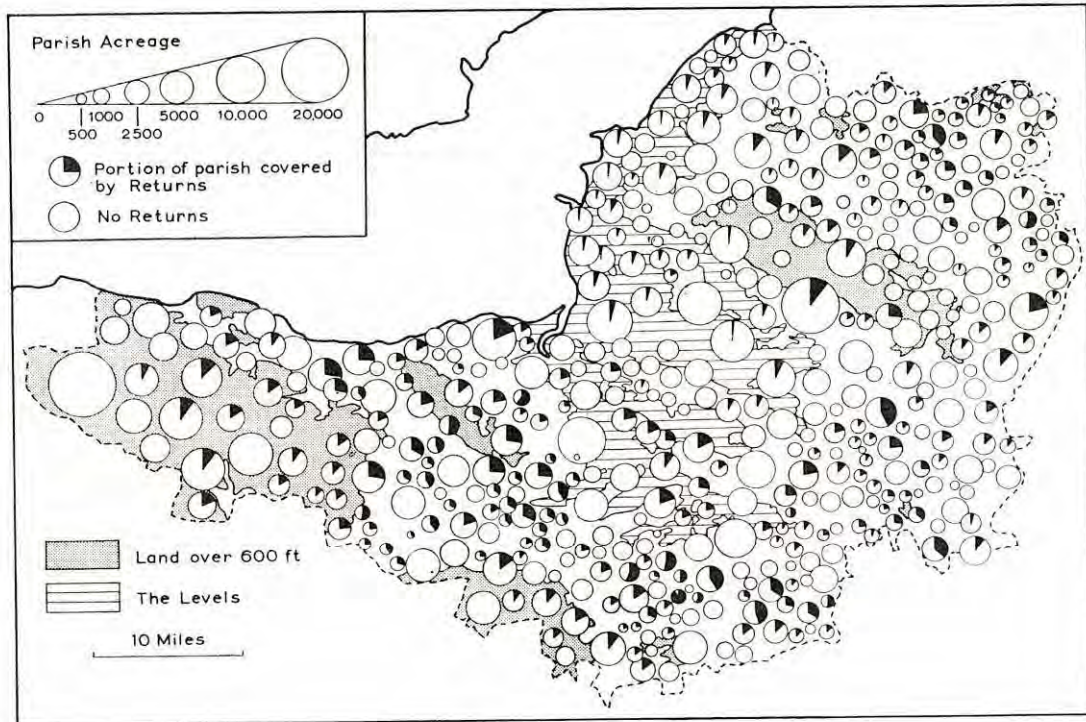 Parish Acreage
0 500 1000 2500 5000 10,000 20,000
Portion of parish covered
by Returns
No Returns
Land over 600 ft
The Levels
10 Miles